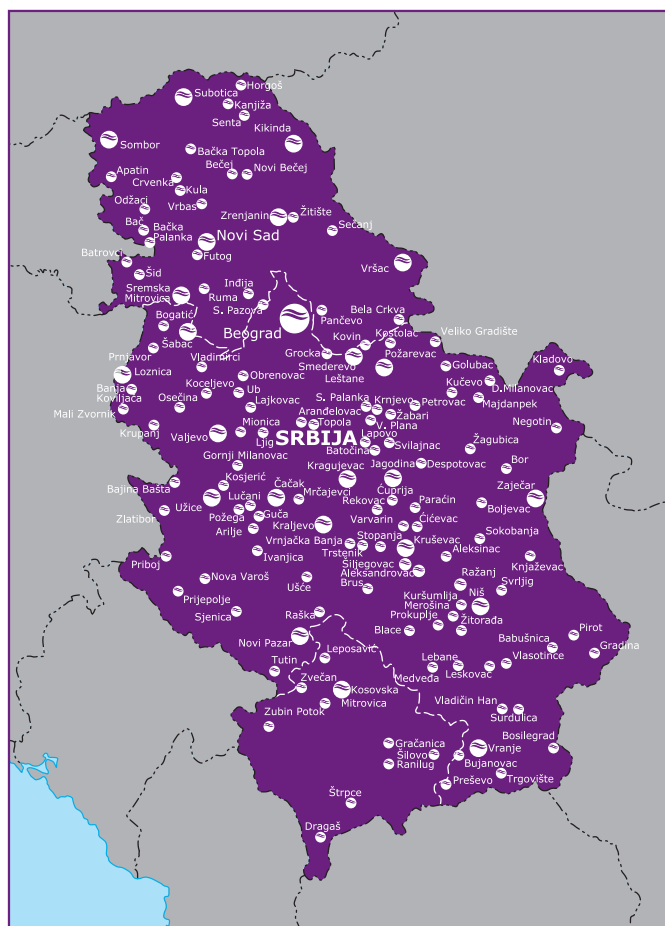 Horgoš
Subotica
Kanjiža
Senta
Kikinda
Sombor
Bačka Topola
Bečej
Novi Bečej
Apatin
Crvenka
Kula
Odžaci
Vrbas
Zrenjanin
Žitište
Sečanj
Bač
Bačka
Palanka
Novi Sad
Batrovci
Futog
Vršac
Šid
Sremska
Mitrovica
Ruma
Inđija
S. Pazova
Bogatić
Beograd
Pančevo
Bela Crkva
Šabac
Kovin
Kostolac
Veliko Gradište
Prnjavor
Vladimirci
Grocka
Smederevo
Požarevac
Golubac
Kladovo
Loznica
Obrenovac
Leštane
Kučevo
D.Milanovac
Banja
Koviljaca
Koceljevo
Ub
Osečina
Lajkovac
S. Palanka
Krnjevo
Petrovac
Majdanpek
Mali Zvornik
Aranđelovac
Žabari
Topola
V. Plana
Krupanj
Mionica
Negotin
Valjevo
Ljig
SRBIJA
Lapovo
Svilajnac
Gornji Milanovac
Batočina
Žagubica
Kragujevac
Jagodina
Despotovac
Bor
Kosjerić
Bajina Bašta
Čačak
Zaječar
Lučani
Mrčajevci
Ćuprija
Užice
Rekovac
Paraćin
Boljevac
Zlatibor
Požega
Guča
Kraljevo
Varvarin
Ćićevac
Arilje
Vrnjačka Banja
Stopanja
Sokobanja
Trstenik
Kruševac
Ivanjica
Aleksinac
Knjaževac
Priboj
Šiljegovac
Aleksandrovac
Nova Varoš
Ušće
Brus
Ražanj
Svrljig
Prijepolje
Kuršumlija
Niš
Merošina
Sjenica
Raška
Prokuplje
Žitorađa
Blace
Pirot
Novi Pazar
Babušnica
Gradina
Leposavić
Lebane
Vlasotince
Tutin
Medveđa
Leskovac
Zvečan
Kosovska
Mitrovica
Vladičin Han
Zubin Potok
Surdulica
Bosilegrad
Gračanica
Vranje
Šilovo
Bujanovac
Ranilug
Trgovište
Preševo
Štrpce
Dragaš